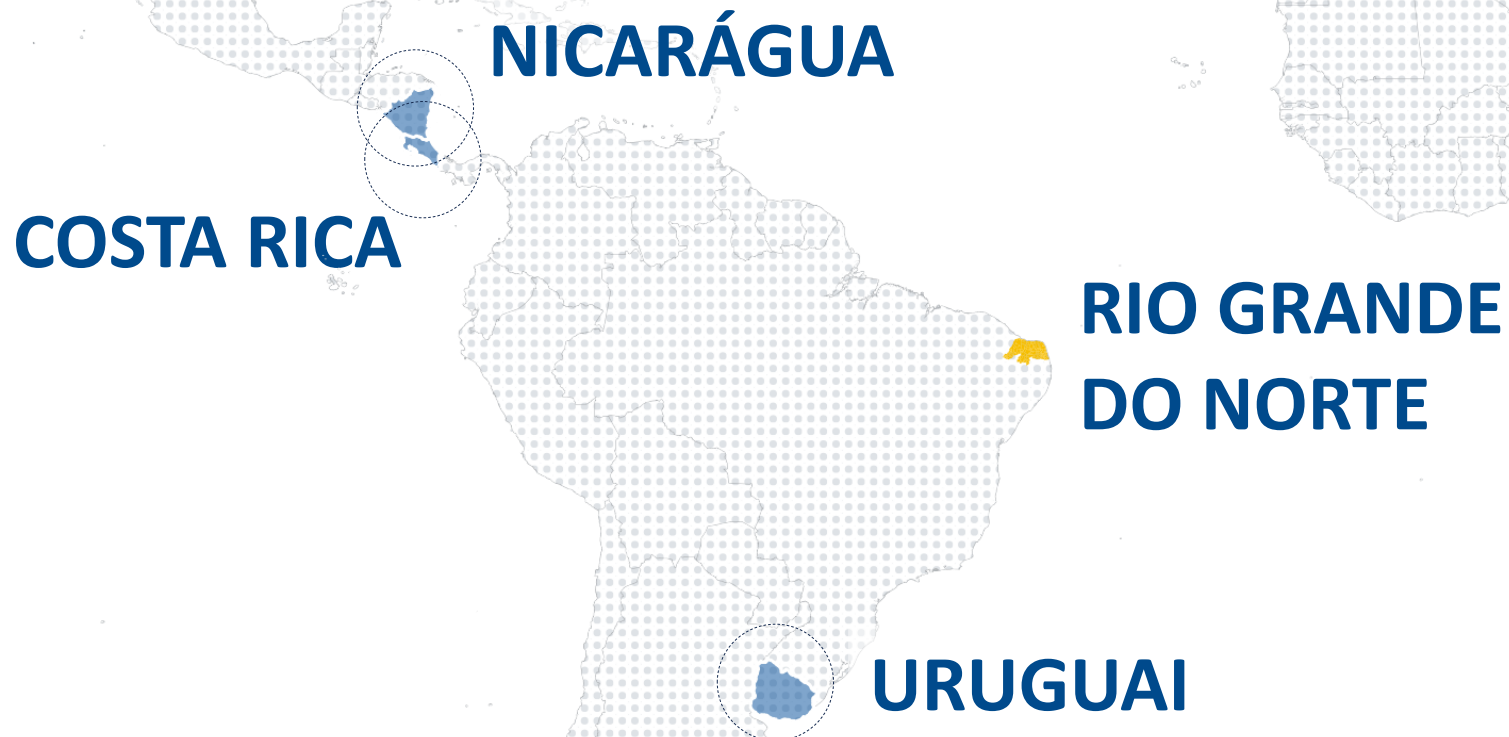 NICARÁGUA
COSTA RICA
RIO GRANDE
DO NORTE
URUGUAI